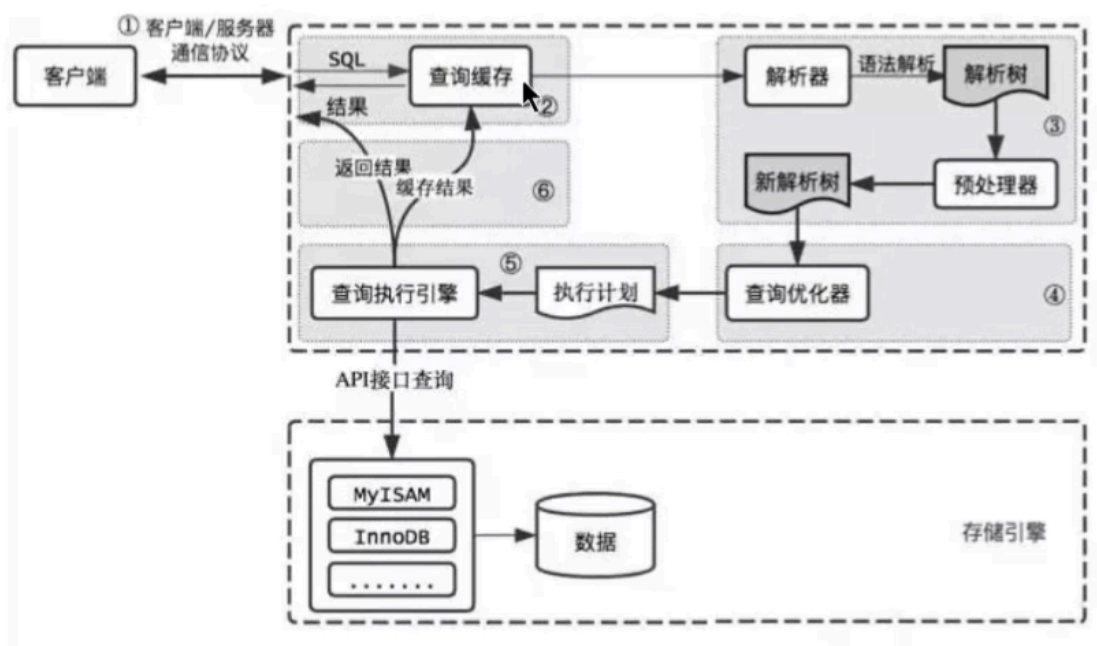 ① 客户端/服务器
通信协议
客户端
SQL
查询缓存
结果
②
解析器
语法解析
解析树
③
新解析树
预处理器
返回结果
缓存结果
⑥
查询执行引擎
⑤
执行计划
查询优化器
④
API接口查询
MyISAM
InnoDB
.......
数据
存储引擎